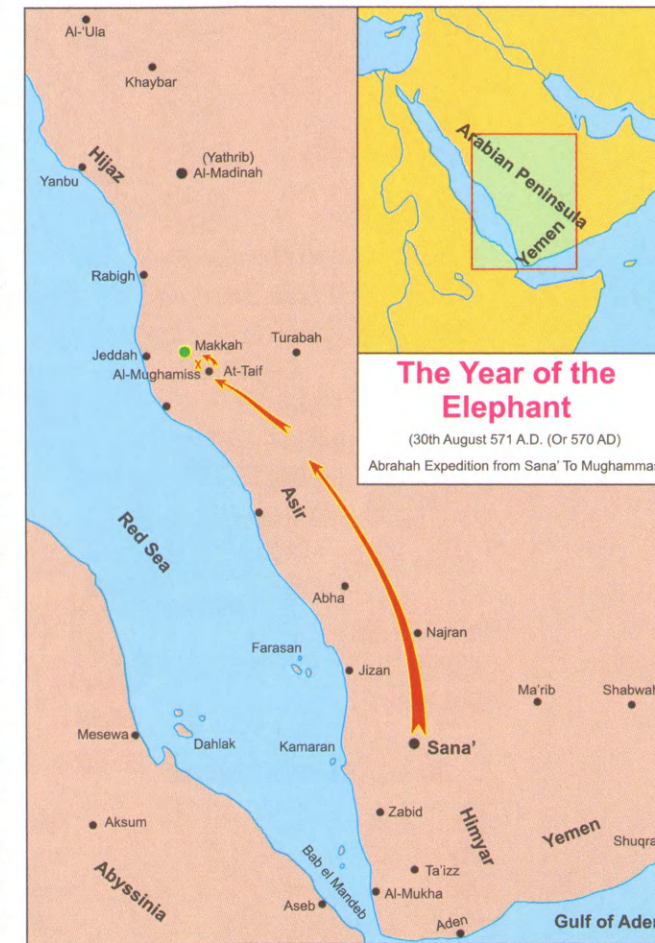 Al-'Ula
Khaybar
Hijaz
(Yathrib)
Al-Madinah
Yanbu
Rabigh
Makkah
Turabah
Jeddah
At-Taif
Al-Mughamiss
X
Arabian Peninsula
Yemen
The Year of the
Elephant
(30th August 571 A.D. (Or 570 AD)
Abrahah Expedition from Sana' To Mughammas
Asir
Red Sea
Abha
Najran
Farasan
Jizan
Ma'rib
Shabwah
Mesewa
Dahlak
Kamaran
Sana'
Zabid
Himyar
Yemen
Shuqra
Aksum
Abyssinia
Bab el Mandeb
Ta'izz
Al-Mukha
Aseb
Aden
Gulf of Aden